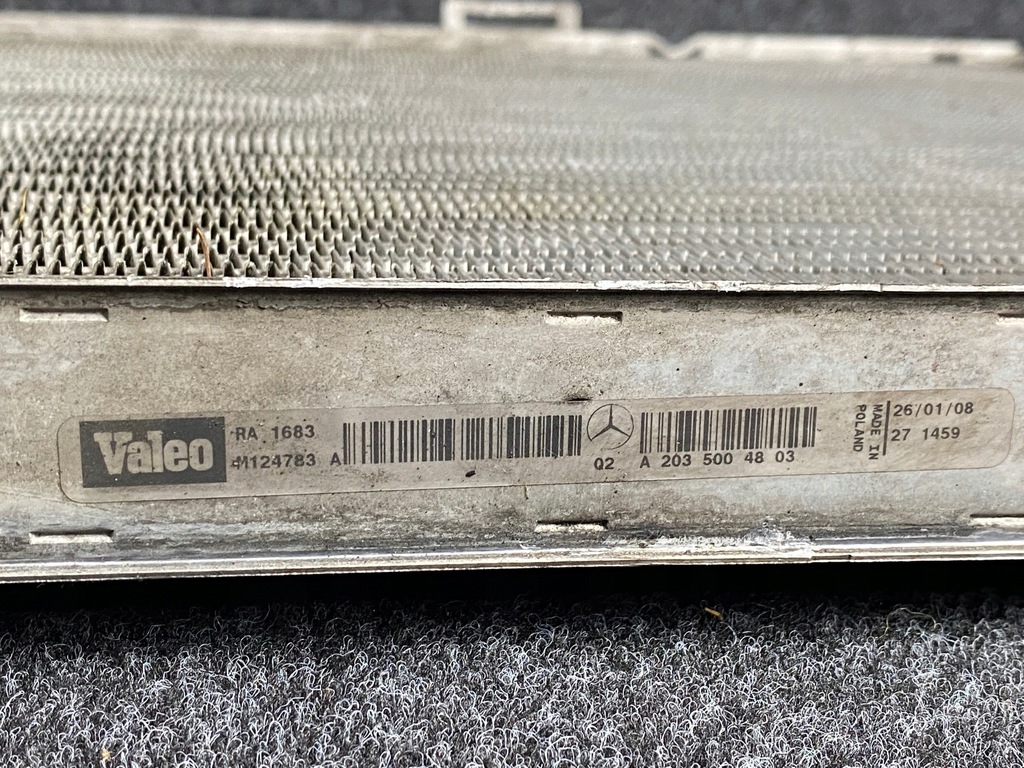 Valeo
RA 1683
M124783 A
Q2
A 203 500 48 03
MADE IN
POLAND
26/01/08
27 1459